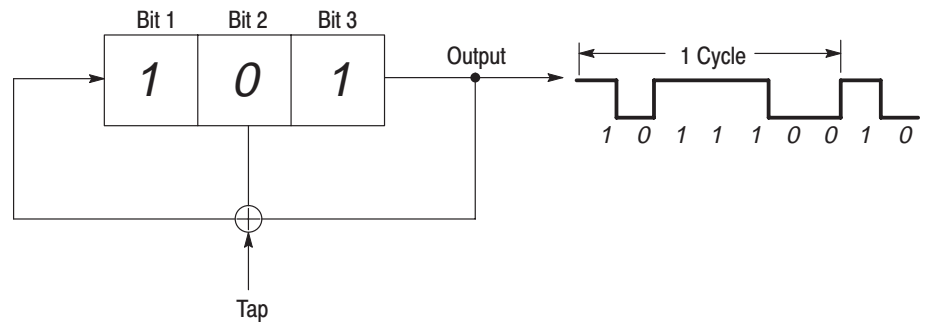 Bit 1 Bit 2 Bit 3
Output
1 Cycle
1 0 1
1 0 1 1 1 0 0 1 0
Tap